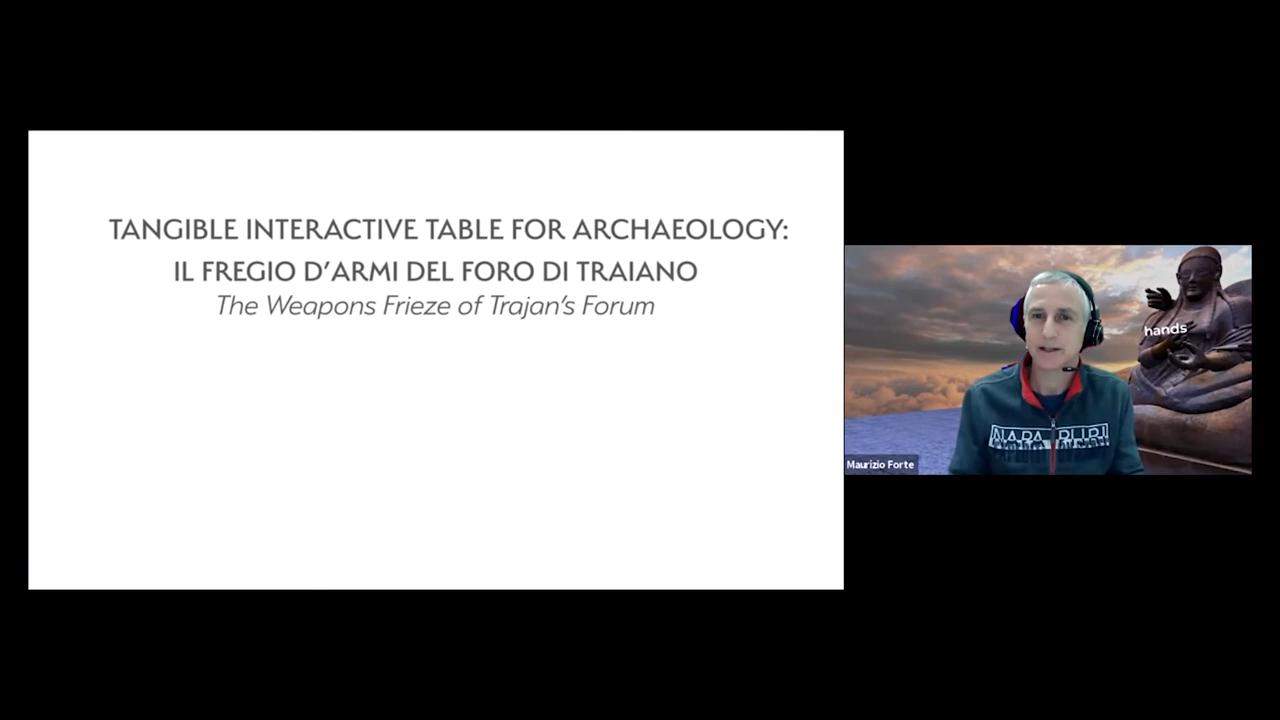 TANGIBLE INTERACTIVE TABLE FOR ARCHAEOLOGY:
IL FREGIO D'ARMI DEL FORO DI TRAIANO
The Weapons Frieze of Trajan's Forum
hands
Maurizio Forte